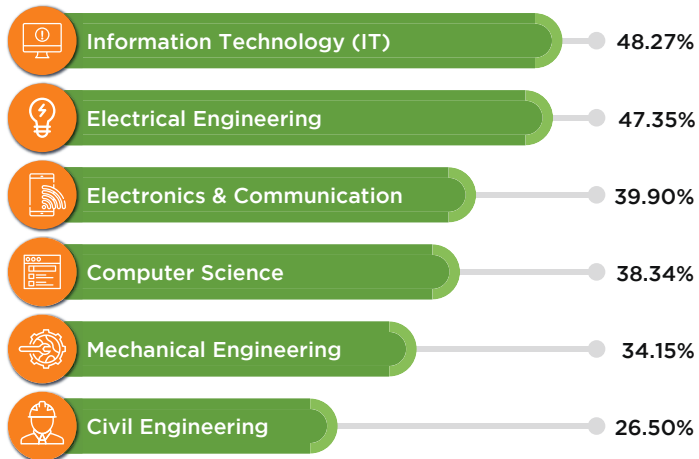 Information Technology (IT) 48.27%
Electrical Engineering 47.35%
Electronics & Communication 39.90%
Computer Science 38.34%
Mechanical Engineering 34.15%
Civil Engineering 26.50%